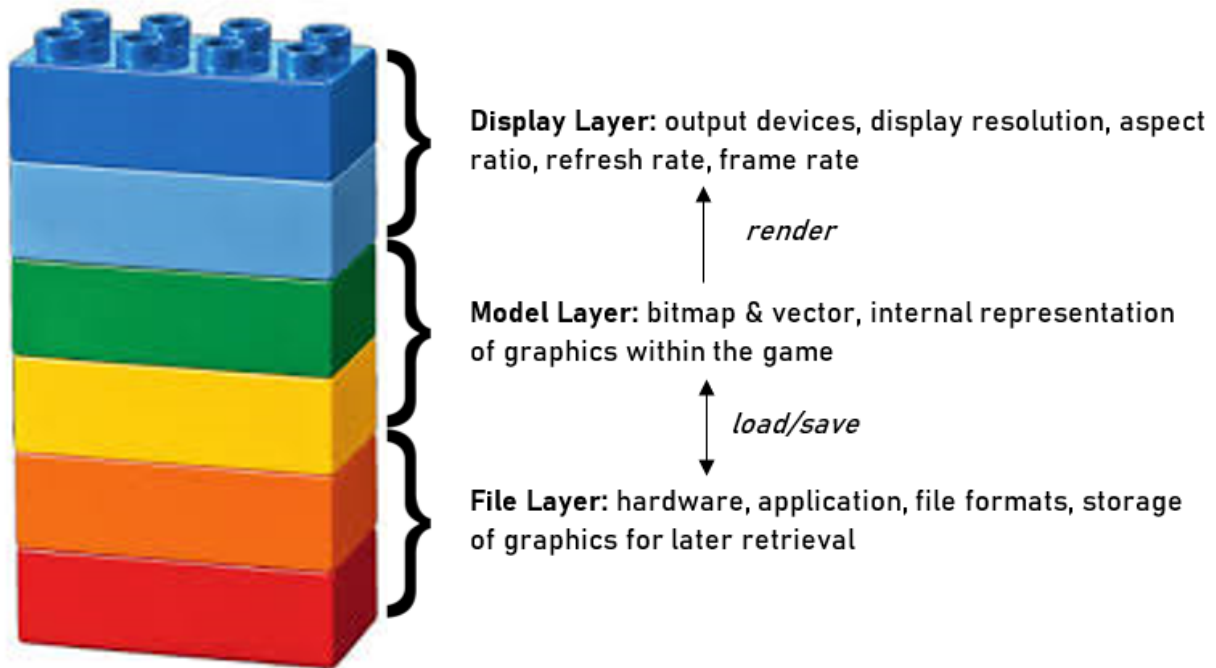 Display Layer: output devices, display resolution, aspect
ratio, refresh rate, frame rate
render
Model Layer: bitmap & vector, internal representation
of graphics within the game
load/save
File Layer: hardware, application, file formats, storage
of graphics for later retrieval